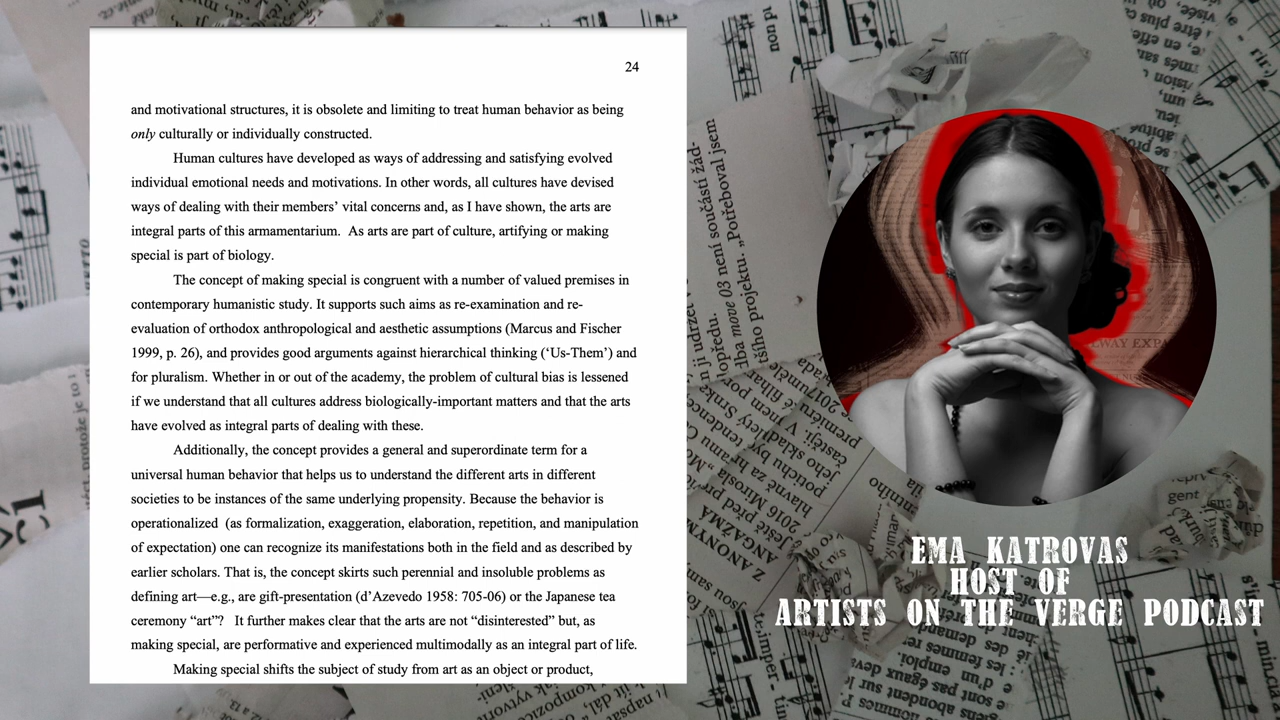 24
and motivational structures, it is obsolete and limiting to treat human behavior as being
only culturally or individually constructed.
Human cultures have developed as ways of addressing and satisfying evolved
individual emotional needs and motivations. In other words, all cultures have devised
ways of dealing with their members’ vital concerns and, as I have shown, the arts are
integral parts of this armamentarium.  As arts are part of culture, artifying or making
special is part of biology.
The concept of making special is congruent with a number of valued premises in
contemporary humanistic study. It supports such aims as re-examination and re-
evaluation of orthodox anthropological and aesthetic assumptions (Marcus and Fischer
1999, p. 26), and provides good arguments against hierarchical thinking (‘Us-Them’) and
for pluralism. Whether in or out of the academy, the problem of cultural bias is lessened
if we understand that all cultures address biologically-important matters and that the arts
have evolved as integral parts of dealing with these.
Additionally, the concept provides a general and superordinate term for a
universal human behavior that helps us to understand the different arts in different
societies to be instances of the same underlying propensity. Because the behavior is
operationalized  (as formalization, exaggeration, elaboration, repetition, and manipulation
of expectation) one can recognize its manifestations both in the field and as described by
earlier scholars. That is, the concept skirts such perennial and insoluble problems as
defining art—e.g., are gift-presentation (d’Azevedo 1958: 705-06) or the Japanese tea
ceremony “art”?   It further makes clear that the arts are not “disinterested” but, as
making special, are performative and experienced multimodally as an integral part of life.
Making special shifts the subject of study from art as an object or product,
EMA KATROVAS
HOST OF
ARTISTS ON THE VERGE PODCAST